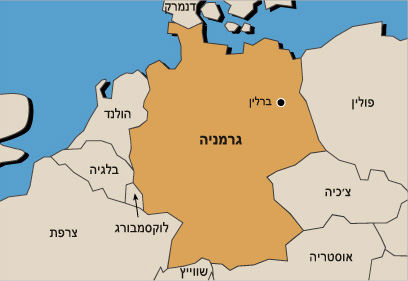 דנמרק
ברלין
פולין
הולנד
גרמניה
בלגיה
צ'כיה
לוקסמבורג
צרפת
אוסטריה
שווייץ